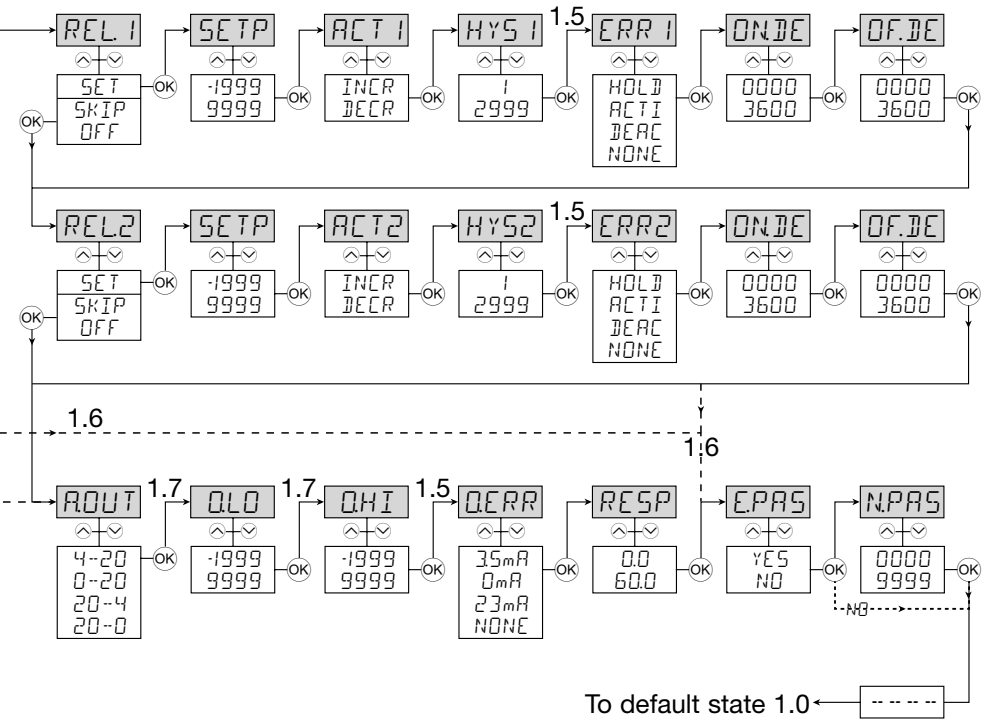 1.5
REL.1 SETP ACT1 HYS1 ERR1 ON.DE OF.DE
SET
SKIP
OFF
OK
OK
-1999
9999
OK
INCR
DECR
OK
1
2999
OK
HOLD
ACTI
DEAC
NONE
OK
0000
3600
OK
0000
3600
OK
1.5
REL.2 SETP ACT2 HYS2 ERR2 ON.DE OF.DE
SET
SKIP
OFF
OK
OK
-1999
9999
OK
INCR
DECR
OK
1
2999
OK
HOLD
ACTI
DEAC
NONE
OK
0000
3600
OK
0000
3600
OK
1.6
1.6
A.OUT 1.7 O.LO 1.7 O.HI 1.5 O.ERR RESP E.PAS N.PAS
4--20
0--20
20--4
20--0
OK
-1999
9999
OK
-1999
9999
OK
3.5mA
0mA
23mA
NONE
OK
0.0
60.0
OK
YES
NO
OK
NO
0000
9999
OK
To default state 1.0
-- -- -- --